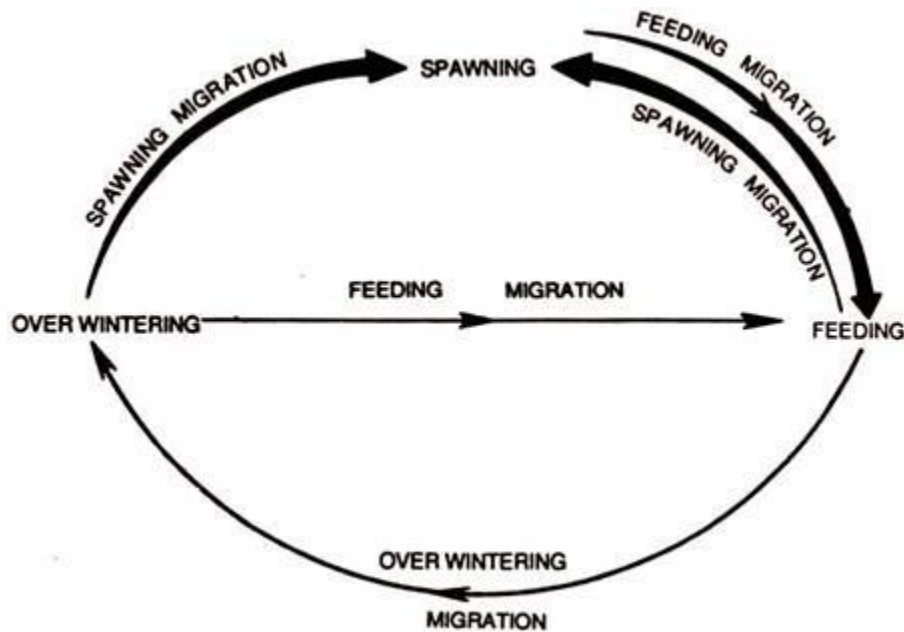 FEEDING MIGRATION
SPAWNING
SPAWNING MIGRATION
SPAWNING MIGRATION
FEEDING MIGRATION
OVER WINTERING
FEEDING
OVER WINTERING
MIGRATION